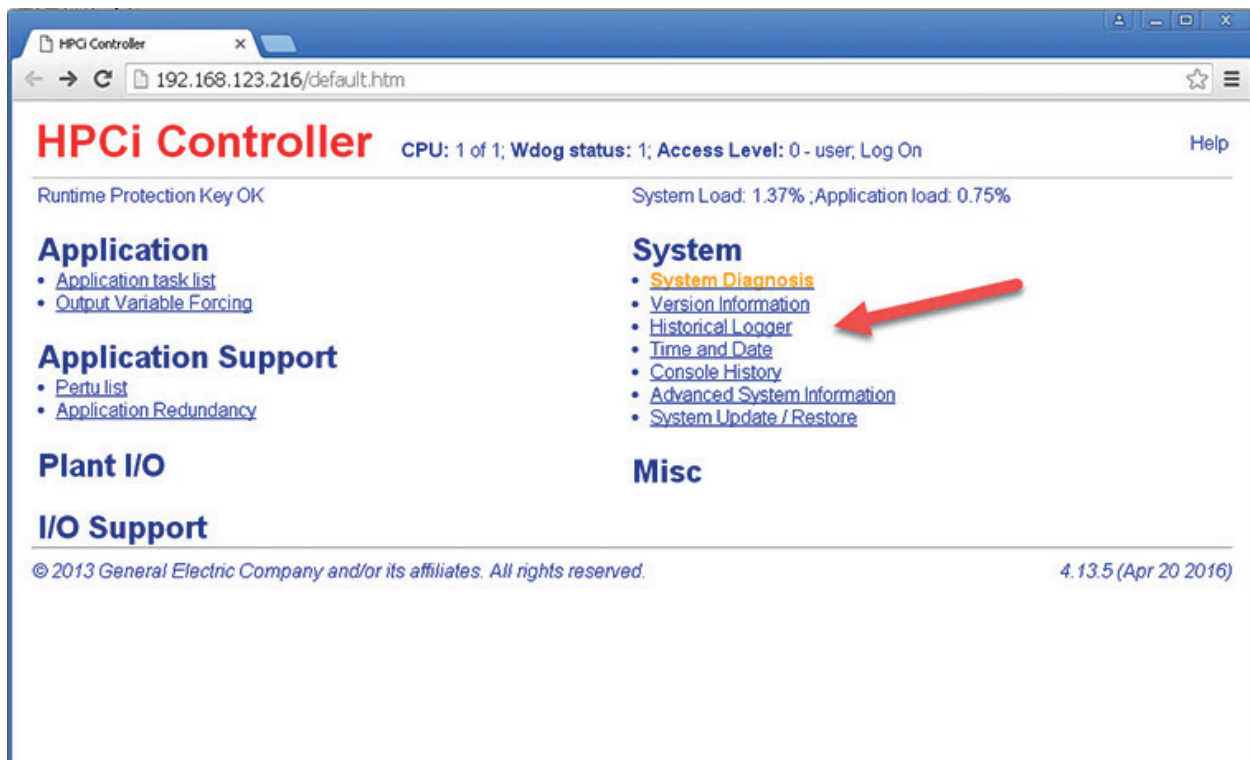 HPCi Controller
192.168.123.216/default.htm
HPCi Controller CPU: 1 of 1; Wdog status: 1; Access Level: 0 - user; Log On Help
Runtime Protection Key OK
System Load: 1.37% ;Application load: 0.75%
Application
• Application task list
• Output Variable Forcing
Application Support
• Pertu list
• Application Redundancy
Plant I/O
I/O Support
System
• System Diagnosis
• Version Information
• Historical Logger
• Time and Date
• Console History
• Advanced System Information
• System Update / Restore
Misc
© 2013 General Electric Company and/or its affiliates. All rights reserved.
4.13.5 (Apr 20 2016)